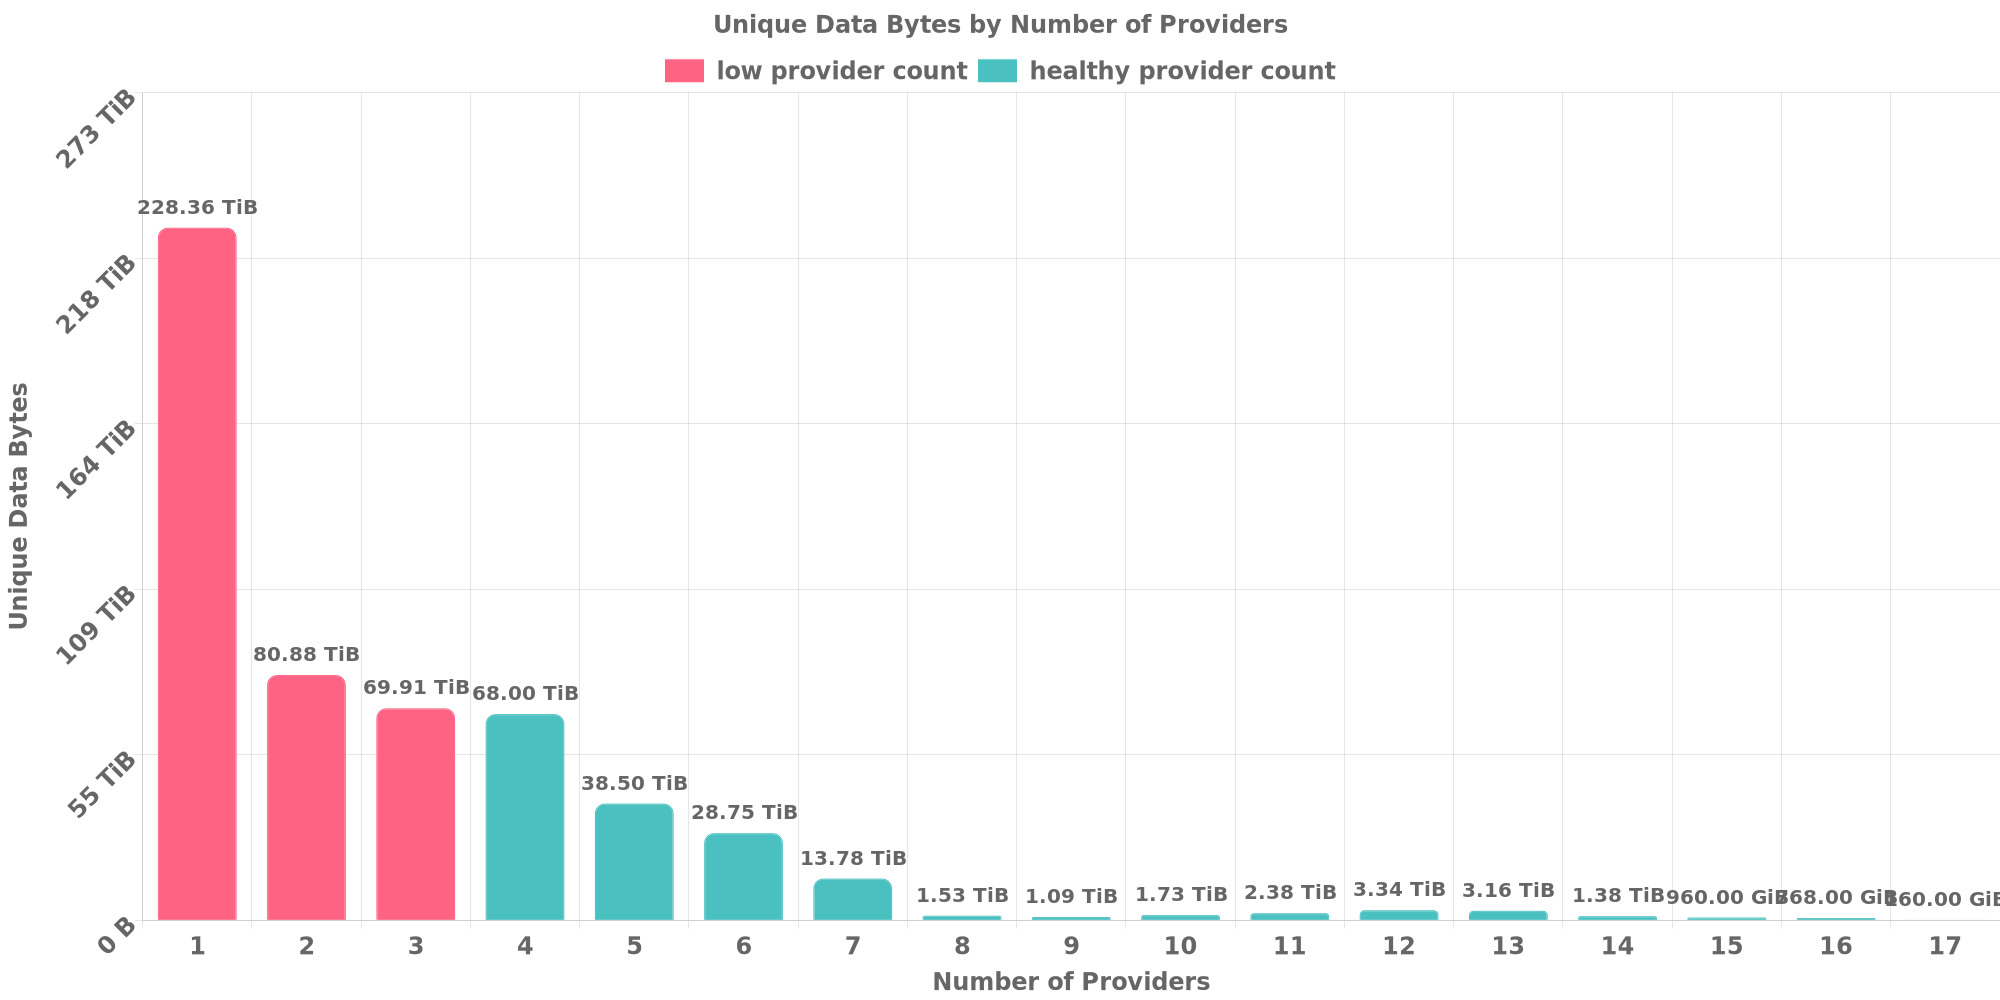 Unique Data Bytes by Number of Providers
low provider count healthy provider count
273 TiB
218 TiB
164 TiB
109 TiB
55 TiB
0 B
Unique Data Bytes
228.36 TiB
80.88 TiB
69.91 TiB
68.00 TiB
38.50 TiB
28.75 TiB
13.78 TiB
1.53 TiB
1.09 TiB
1.73 TiB
2.38 TiB
3.34 TiB
3.16 TiB
1.38 TiB
960.00 GiB
768.00 GiB
1 2 3 4 5 6 7 8 9 10 11 12 13 14 15 16 17
Number of Providers